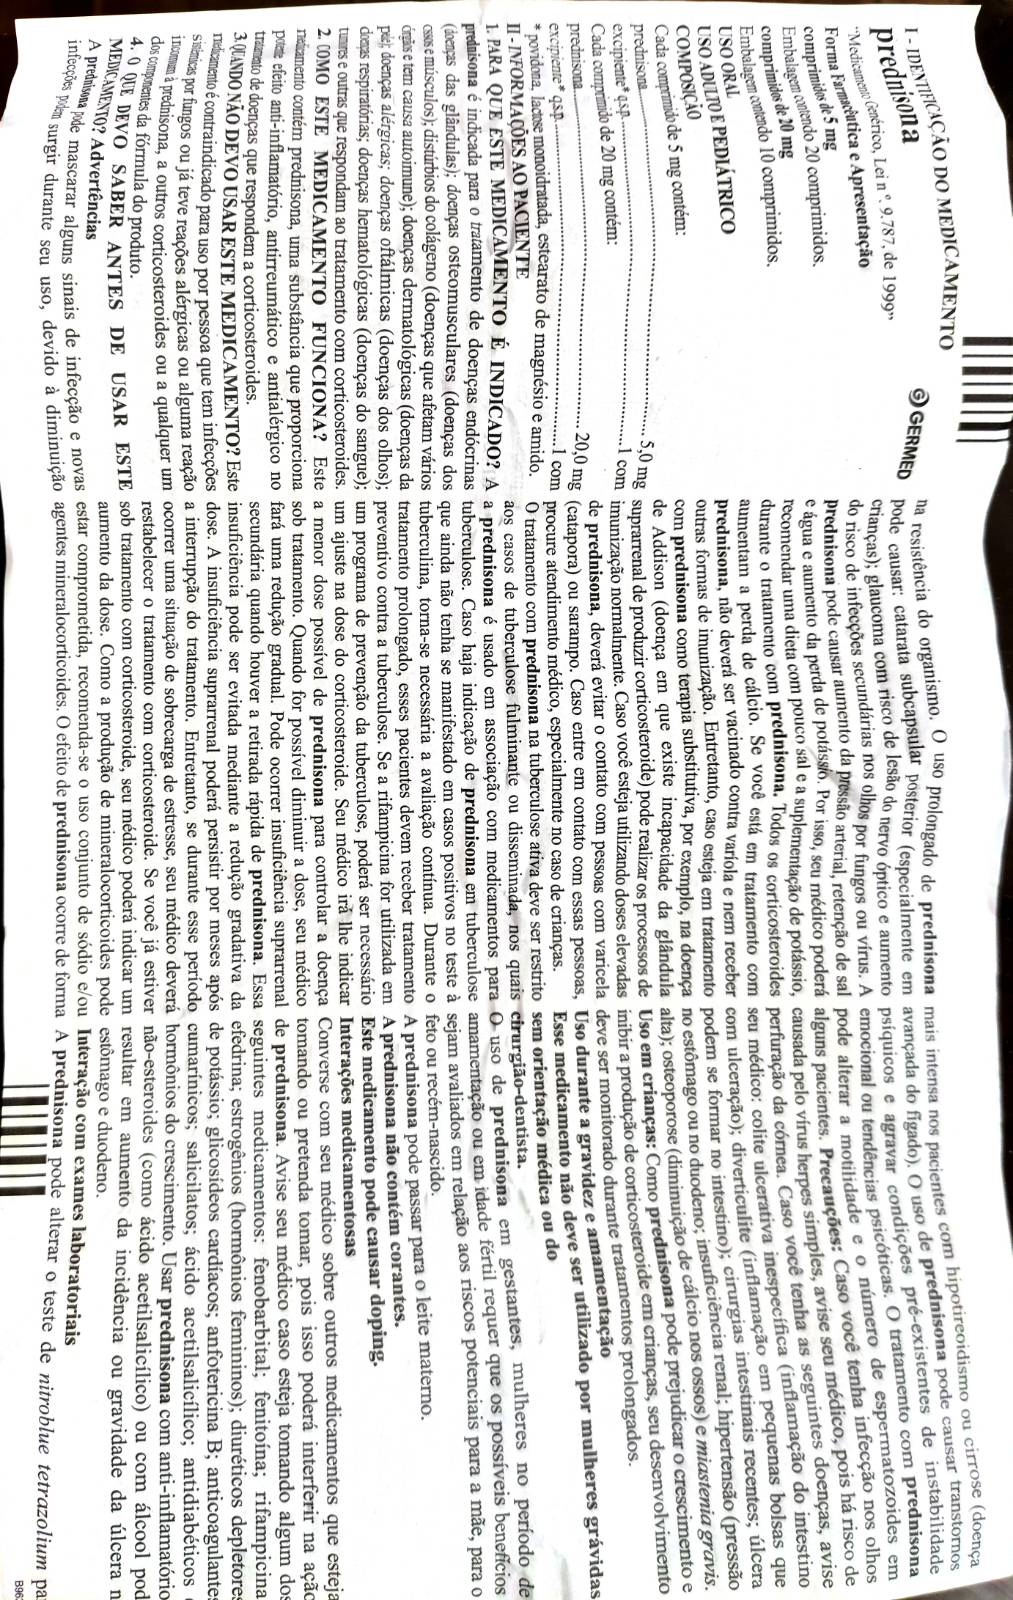 I - IDENTIFICAÇÃO DO MEDICAMENTO
prednisona
"Medicamento Genérico, Lei nº. 9.787, de 1999"
GERMED
Forma Farmacêutica e Apresentação
comprimidos de 5 mg
Embalagem contendo 20 comprimidos.
comprimidos de 20 mg
Embalagem contendo 10 comprimidos.
USO ORAL
USO ADULTO E PEDIÁTRICO
COMPOSIÇÃO
Cada comprimido de 5 mg contém:
prednisona.......................................................... 5,0 mg
excipiente* q.s.p...................................................1 com
Cada comprimido de 20 mg contém:
prednisona........................................................ 20,0 mg
excipiente* q.s.p...................................................1 com
* povidona, lactose monoidratada, estearato de magnésio e amido.
II - INFORMAÇÕES AO PACIENTE
1. PARA QUE ESTE MEDICAMENTO É INDICADO? A
prednisona é indicada para o tratamento de doenças endócrinas
(doenças das glândulas); doenças osteomusculares (doenças dos
ossos e músculos); distúrbios do colágeno (doenças que afetam vários
órgãos e tem causa autoimune); doenças dermatológicas (doenças da
pele); doenças alérgicas; doenças oftálmicas (doenças dos olhos);
doenças respiratórias; doenças hematológicas (doenças do sangue);
tumores e outras que respondam ao tratamento com corticosteroides.
2. COMO ESTE MEDICAMENTO FUNCIONA? Este
medicamento contém prednisona, uma substância que proporciona
potente efeito anti-inflamatório, antirreumático e antialérgico no
tratamento de doenças que respondem a corticosteroides.
3. QUANDO NÃO DEVO USAR ESTE MEDICAMENTO? Este
medicamento é contraindicado para uso por pessoa que tem infecções
sistêmicas por fungos ou já teve reações alérgicas ou alguma reação
incomum à prednisona, a outros corticosteroides ou a qualquer um
dos componentes da fórmula do produto.
4. O QUE DEVO SABER ANTES DE USAR ESTE
MEDICAMENTO? Advertências
A prednisona pode mascarar alguns sinais de infecção e novas
infecções podem surgir durante seu uso, devido à diminuição
na resistência do organismo. O uso prolongado de prednisona
pode causar: catarata subcapsular posterior (especialmente em
crianças); glaucoma com risco de lesão do nervo óptico e aumento
do risco de infecções secundárias nos olhos por fungos ou vírus. A
prednisona pode causar aumento da pressão arterial, retenção de sal
e água e aumento da perda de potássio. Por isso, seu médico poderá
recomendar uma dieta com pouco sal e a suplementação de potássio,
durante o tratamento com prednisona. Todos os corticosteroides
aumentam a perda de cálcio. Se você está em tratamento com
prednisona, não deverá ser vacinado contra varíola e nem receber
outras formas de imunização. Entretanto, caso esteja em tratamento
com prednisona como terapia substitutiva, por exemplo, na doença
de Addison (doença em que existe incapacidade da glândula
suprarrenal de produzir corticosteroide) pode realizar os processos de
imunização normalmente. Caso você esteja utilizando doses elevadas
de prednisona, deverá evitar o contato com pessoas com varicela
(catapora) ou sarampo. Caso entre em contato com essas pessoas,
procure atendimento médico, especialmente no caso de crianças.
O tratamento com prednisona na tuberculose ativa deve ser restrito
aos casos de tuberculose fulminante ou disseminada, nos quais
a prednisona é usado em associação com medicamentos para
tuberculose. Caso haja indicação de prednisona em tuberculose
que ainda não tenha se manifestado em casos positivos no teste à
tuberculina, torna-se necessária a avaliação contínua. Durante o
tratamento prolongado, esses pacientes devem receber tratamento
preventivo contra a tuberculose. Se a rifampicina for utilizada em
um programa de prevenção da tuberculose, poderá ser necessário
um ajuste na dose do corticosteroide. Seu médico irá lhe indicar
a menor dose possível de prednisona para controlar a doença
sob tratamento. Quando for possível diminuir a dose, seu médico
fará uma redução gradual. Pode ocorrer insuficiência suprarrenal
secundária quando houver a retirada rápida de prednisona. Essa
insuficiência pode ser evitada mediante a redução gradativa da
dose. A insuficiência suprarrenal poderá persistir por meses após
a interrupção do tratamento. Entretanto, se durante esse período
ocorrer uma situação de sobrecarga de estresse, seu médico deverá
restabelecer o tratamento com corticosteroide. Se você já estiver
sob tratamento com corticosteroide, seu médico poderá indicar um
aumento da dose. Como a produção de mineralocorticoides pode
estar comprometida, recomenda-se o uso conjunto de sódio e/ou
agentes mineralocorticoides. O efeito de prednisona ocorre de forma
mais intensa nos pacientes com hipotireoidismo ou cirrose (doença
avançada do fígado). O uso de prednisona pode causar transtornos
psíquicos e agravar condições pré-existentes de instabilidade
emocional ou tendências psicóticas. O tratamento com prednisona
pode alterar a motilidade e o número de espermatozoides em
alguns pacientes. Precauções: Caso você tenha infecção nos olhos
causada pelo vírus herpes simples, avise seu médico, pois há risco de
perfuração da córnea. Caso você tenha as seguintes doenças, avise
seu médico: colite ulcerativa inespecífica (inflamação do intestino
com ulceração); diverticulite (inflamação em pequenas bolsas que
podem se formar no intestino); cirurgias intestinais recentes; úlcera
no estômago ou no duodeno; insuficiência renal; hipertensão (pressão
alta); osteoporose (diminuição de cálcio nos ossos) e miastenia gravis.
Uso em crianças: Como prednisona pode prejudicar o crescimento e
inibir a produção de corticosteroide em crianças, seu desenvolvimento
deve ser monitorado durante tratamentos prolongados.
Uso durante a gravidez e amamentação
Esse medicamento não deve ser utilizado por mulheres grávidas
sem orientação médica ou do
cirurgião-dentista.
O uso de prednisona em gestantes, mulheres no período de
amamentação ou em idade fértil requer que os possíveis benefícios
sejam avaliados em relação aos riscos potenciais para a mãe, para o
feto ou recém-nascido.
A prednisona pode passar para o leite materno.
A prednisona não contém corantes.
Este medicamento pode causar doping.
Interações medicamentosas
Converse com seu médico sobre outros medicamentos que esteja
tomando ou pretenda tomar, pois isso poderá interferir na ação
de prednisona. Avise seu médico caso esteja tomando algum dos
seguintes medicamentos: fenobarbital; fenitoína; rifampicina
efedrina; estrogênios (hormônios femininos); diuréticos depletores
de potássio; glicosídeos cardíacos; anfotericina B; anticoagulantes
cumarínicos; salicilatos; ácido acetilsalicílico; antidiabéticos
hormônios do crescimento. Usar prednisona com anti-inflamatório
não-esteroides (como ácido acetilsalicílico) ou com álcool pod
resultar em aumento da incidência ou gravidade da úlcera n
estômago e duodeno.
Interação com exames laboratoriais
A prednisona pode alterar o teste de nitroblue tetrazolium pa